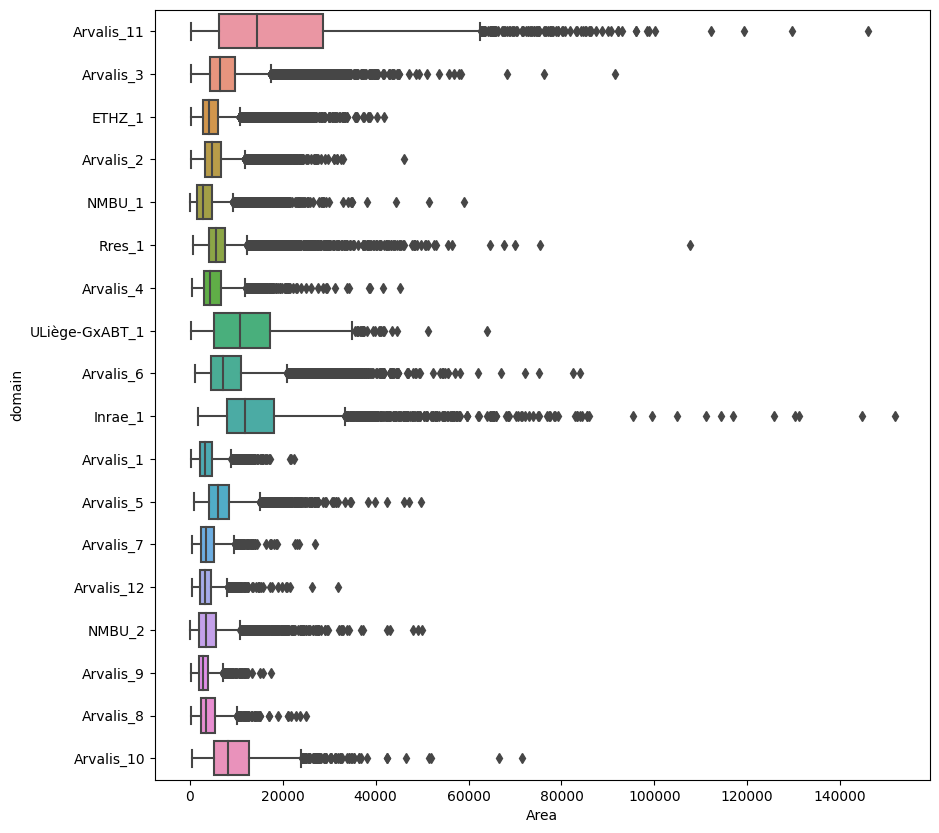 Arvalis_11
Arvalis_3
ETHZ_1
Arvalis_2
NMBU_1
Rres_1
Arvalis_4
ULiège-GxABT_1
Arvalis_6
Inrae_1
Arvalis_1
Arvalis_5
Arvalis_7
Arvalis_12
NMBU_2
Arvalis_9
Arvalis_8
Arvalis_10
domain
0 20000 40000 60000 80000 100000 120000 140000
Area